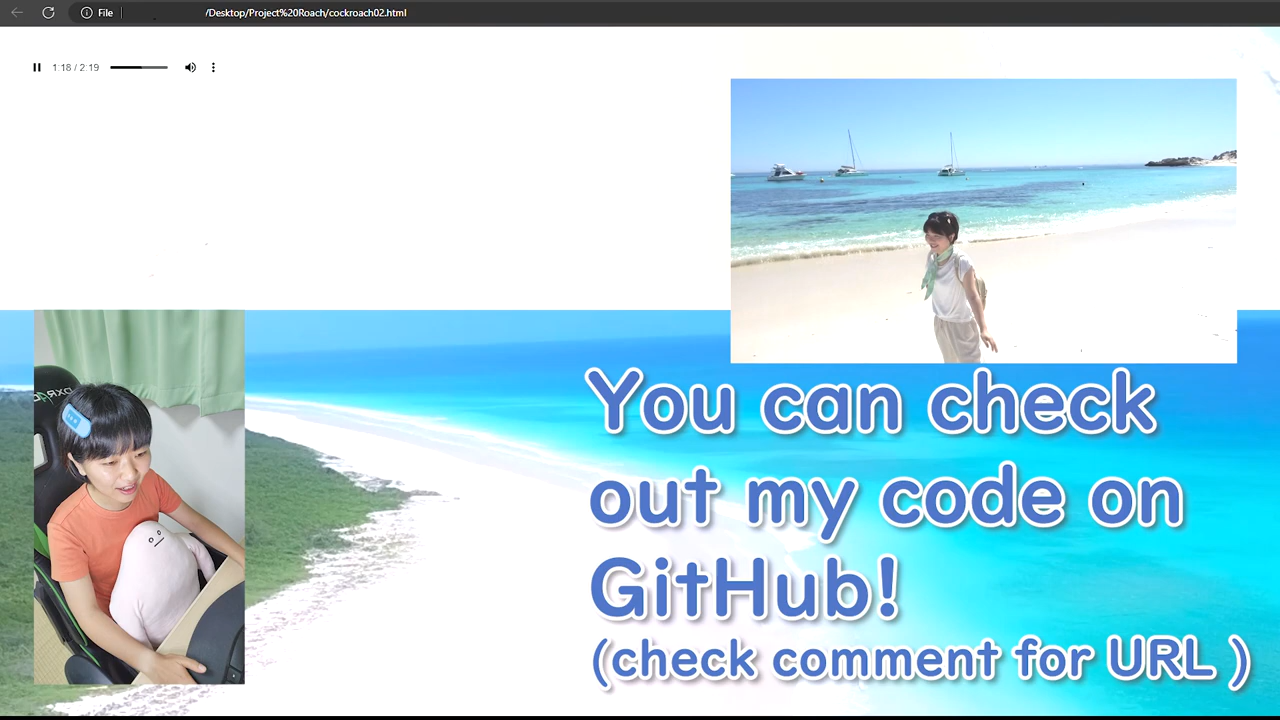 File
/Desktop/Project%20Roach/cockroach02.html
1:18 / 2:19
You can check
out my code on
GitHub!
(check comment for URL )